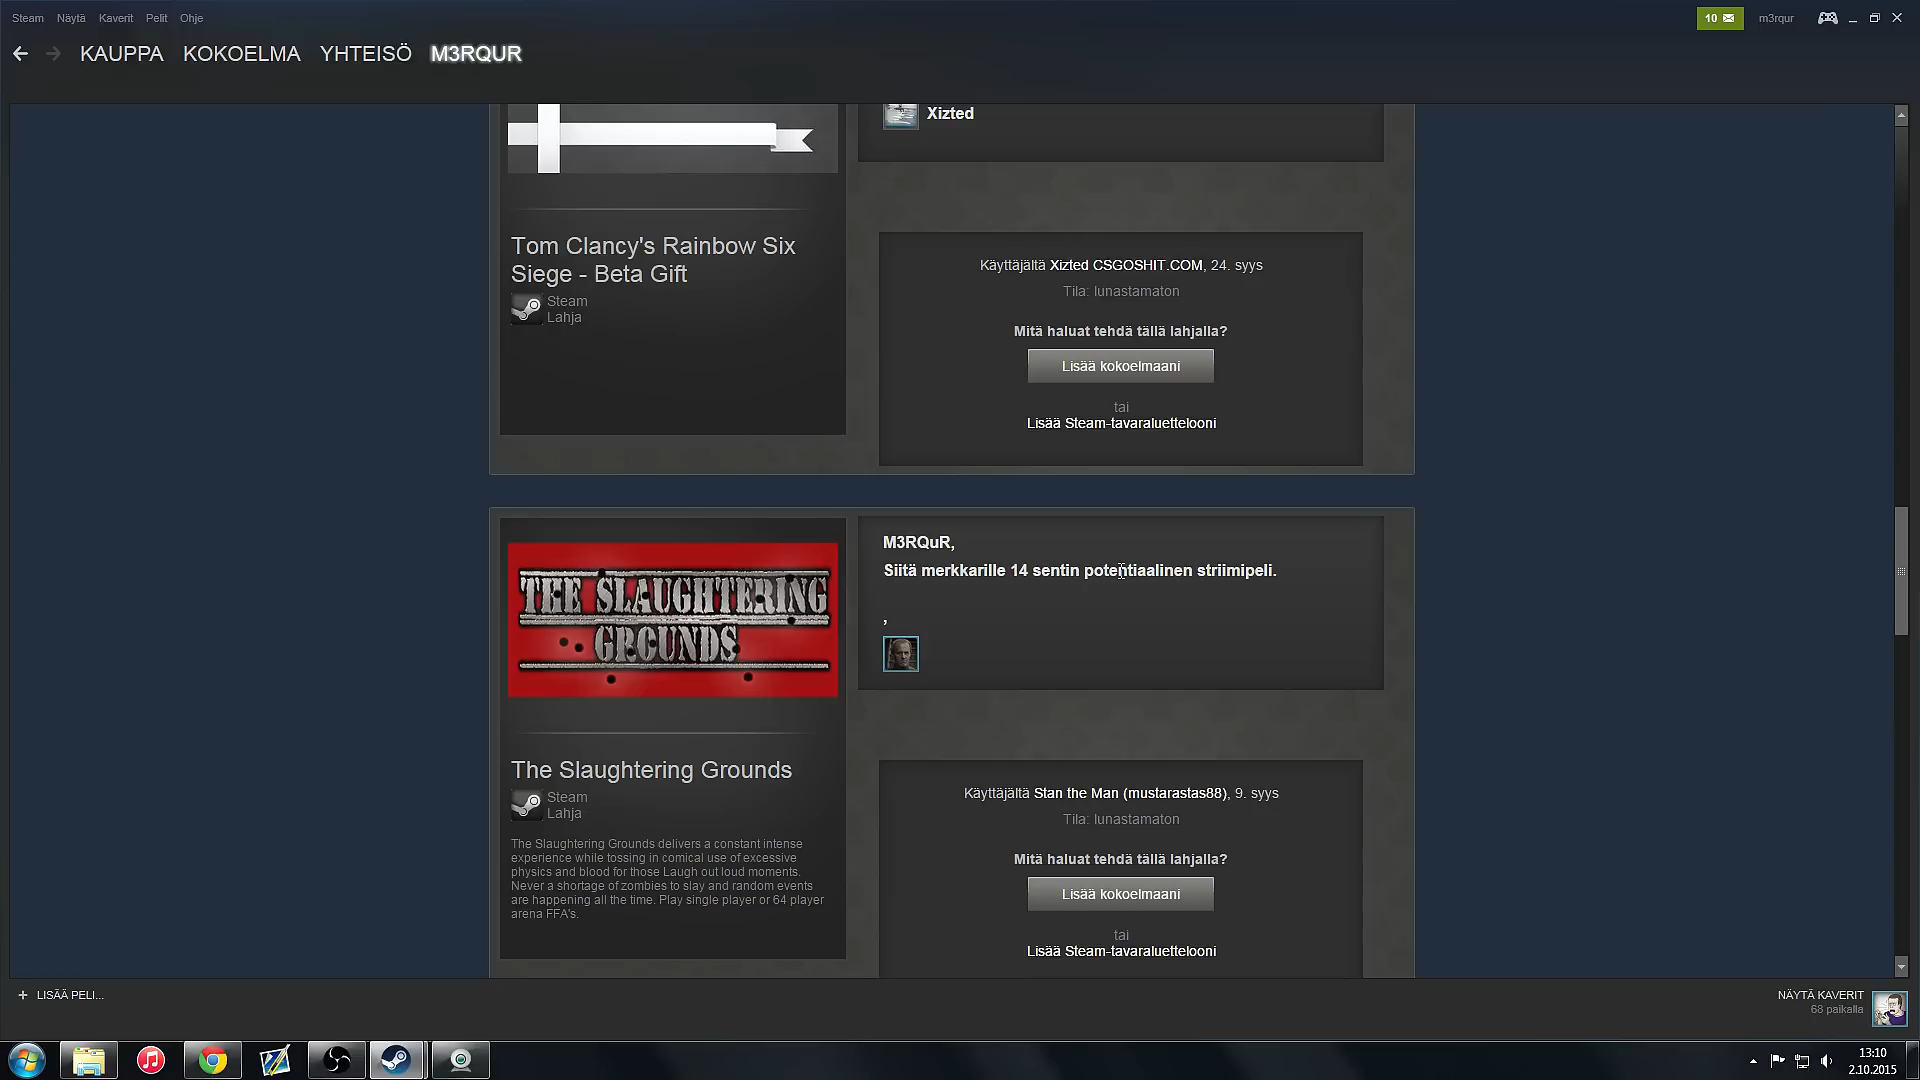 Steam Näytä Kaverit Pelit Ohje
10
m3rqur
KAUPPA KOKOELMA YHTEISÖ M3RQUR
Xizted
Tom Clancy's Rainbow Six
Siege - Beta Gift
Steam
Lahja
Käyttäjältä Xizted CSGOSHIT.COM, 24. syys
Tila: lunastamaton
Mitä haluat tehdä tällä lahjalla?
Lisää kokoelmaani
tai
Lisää Steam-tavaraluettelooni
THE SLAUGHTERING
GROUNDS
The Slaughtering Grounds
Steam
Lahja
The Slaughtering Grounds delivers a constant intense
experience while tossing in comical use of excessive
physics and blood for those Laugh out loud moments.
Never a shortage of zombies to slay and random events
are happening all the time. Play single player or 64 player
arena FFA's.
M3RQuR,
Siitä merkkarille 14 sentin potentiaalinen striimipeli.
,
Käyttäjältä Stan the Man (mustarastas88), 9. syys
Tila: lunastamaton
Mitä haluat tehdä tällä lahjalla?
Lisää kokoelmaani
tai
Lisää Steam-tavaraluettelooni
+ LISÄÄ PELI...
NÄYTÄ KAVERIT
68 paikalla
13:10
2.10.2015